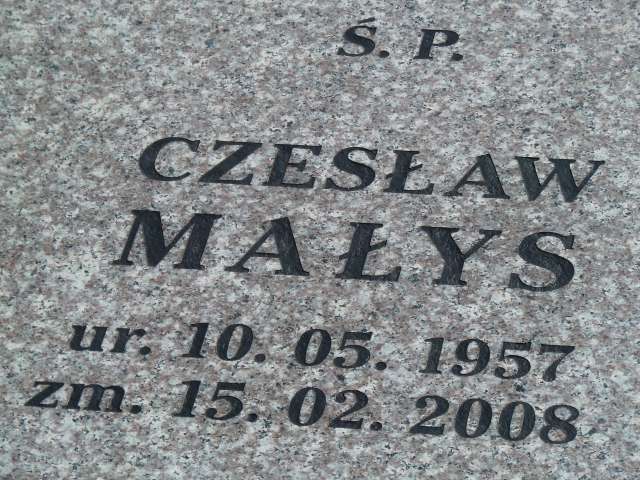 Ś. P.
CZESŁAW
MAŁYS
ur. 10. 05. 1957
zm. 15. 02. 2008